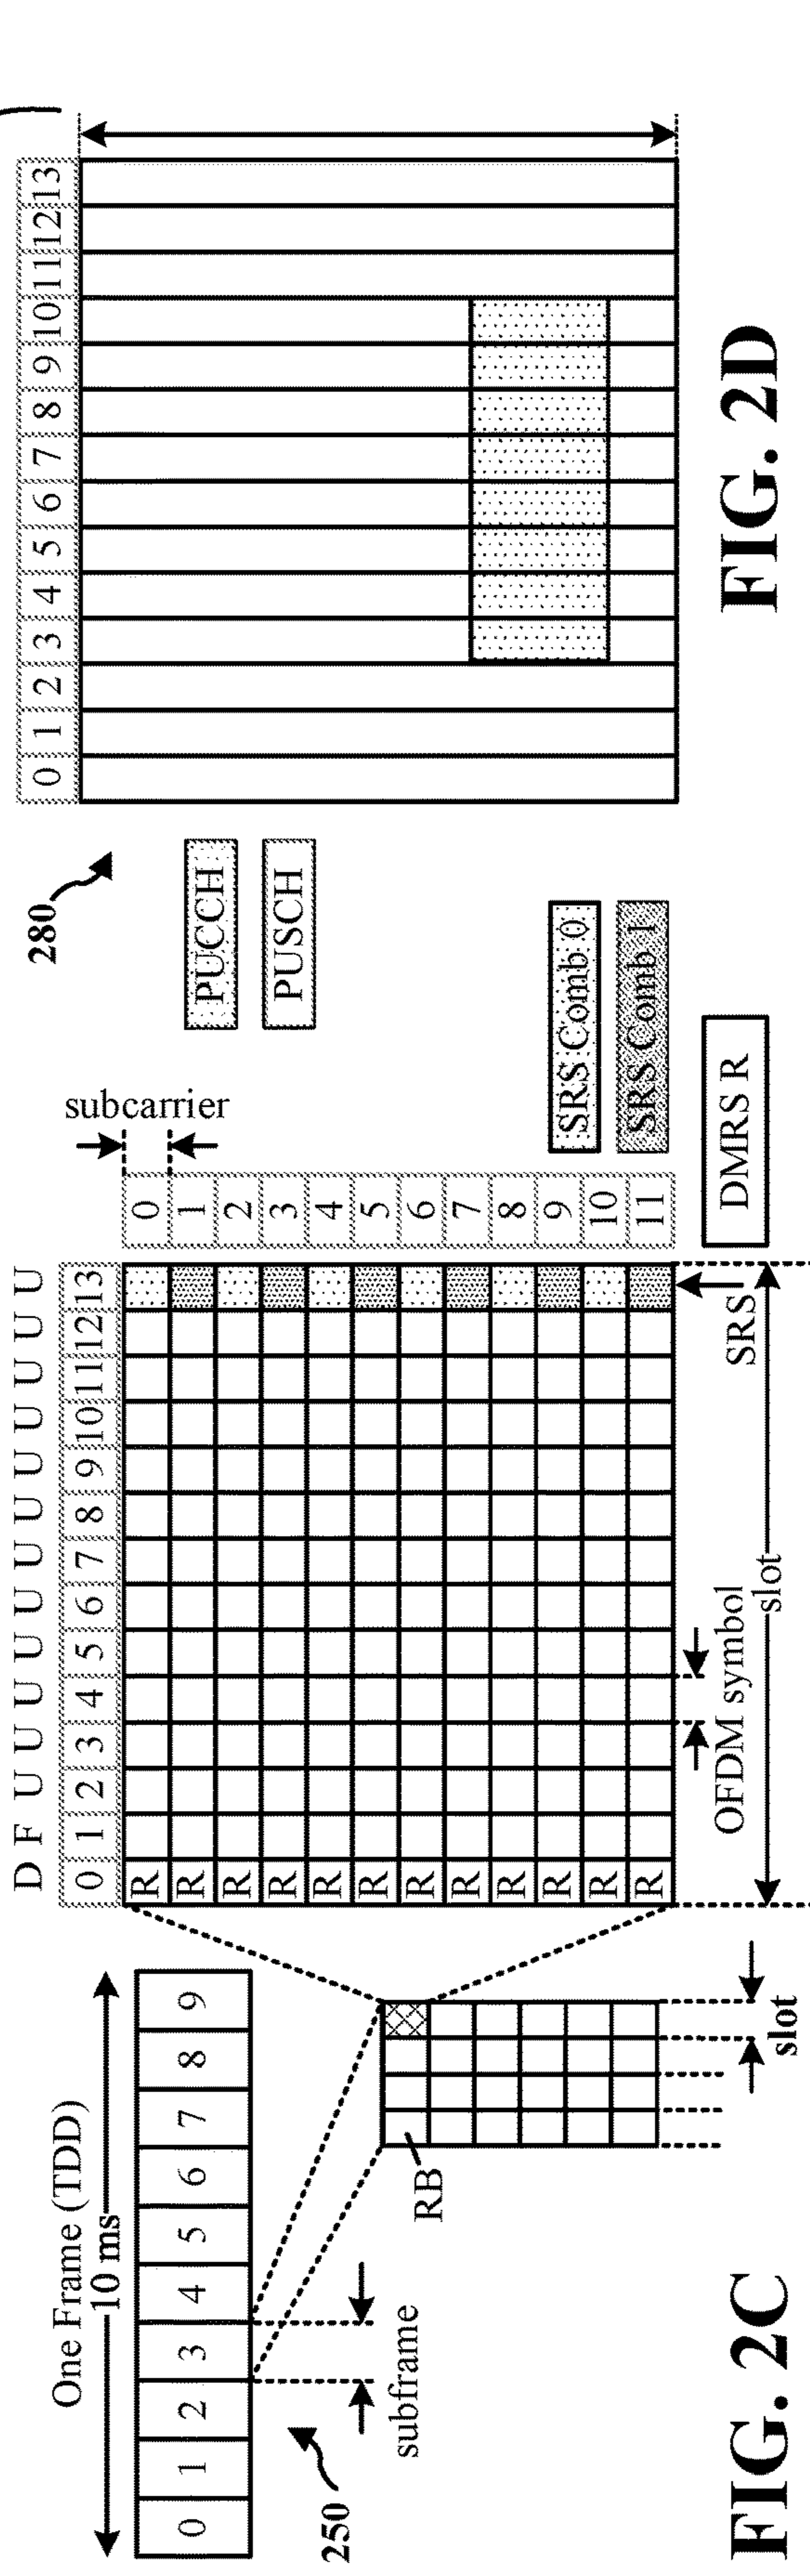 One Frame (TDD)
10 ms
0 1 2 3 4 5 6 7 8 9
250
subframe
RB
slot
D F U U U U U U U U U U U U
0 1 2 3 4 5 6 7 8 9 10 11 12 13
R
R
R
R
R
R
R
R
R
R
R
R
subcarrier
0
1
2
3
4
5
6
7
8
9
10
11
OFDM symbol
slot
SRS
SRS Comb 0
SRS Comb 1
DMRS R
FIG. 2C
280
PUCCH
PUSCH
0 1 2 3 4 5 6 7 8 9 10 11 12 13
FIG. 2D